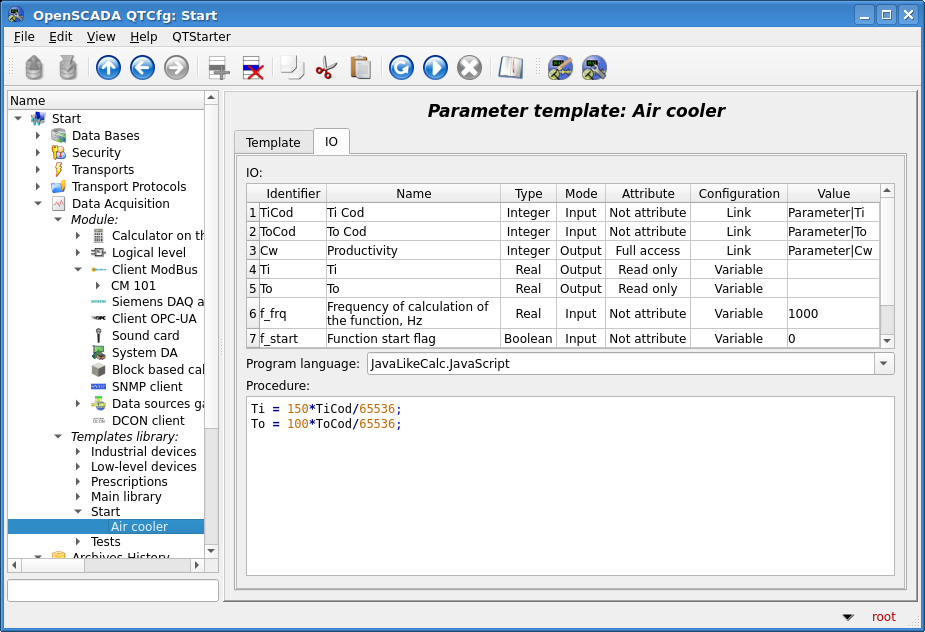 OpenSCADA QTCfg: Start
File Edit View Help QTStarter
Name
Start
Data Bases
Security
Transports
Transport Protocols
Data Acquisition
Module:
Calculator on th
Logical level
Client ModBus
CM 101
Siemens DAQ a
Client OPC-UA
Sound card
System DA
Block based cal
SNMP client
Data sources ga
DCON client
Templates library:
Industrial devices
Low-level devices
Prescriptions
Main library
Start
Air cooler
Tests
Archives-History
Parameter template: Air cooler
Template IO
IO:
Identifier Name Type Mode Attribute Configuration Value
1 TiCod Ti Cod Integer Input Not attribute Link Parameter|Ti
2 ToCod To Cod Integer Input Not attribute Link Parameter|To
3 Cw Productivity Integer Output Full access Link Parameter|Cw
4 Ti Ti Real Output Read only Variable
5 To To Real Output Read only Variable
6 f_frq Frequency of calculation of the function, Hz Real Input Not attribute Variable 1000
7 f_start Function start flag Boolean Input Not attribute Variable 0
Program language: JavaLikeCalc.JavaScript
Procedure:
Ti = 150*TiCod/65536;
To = 100*ToCod/65536;
root